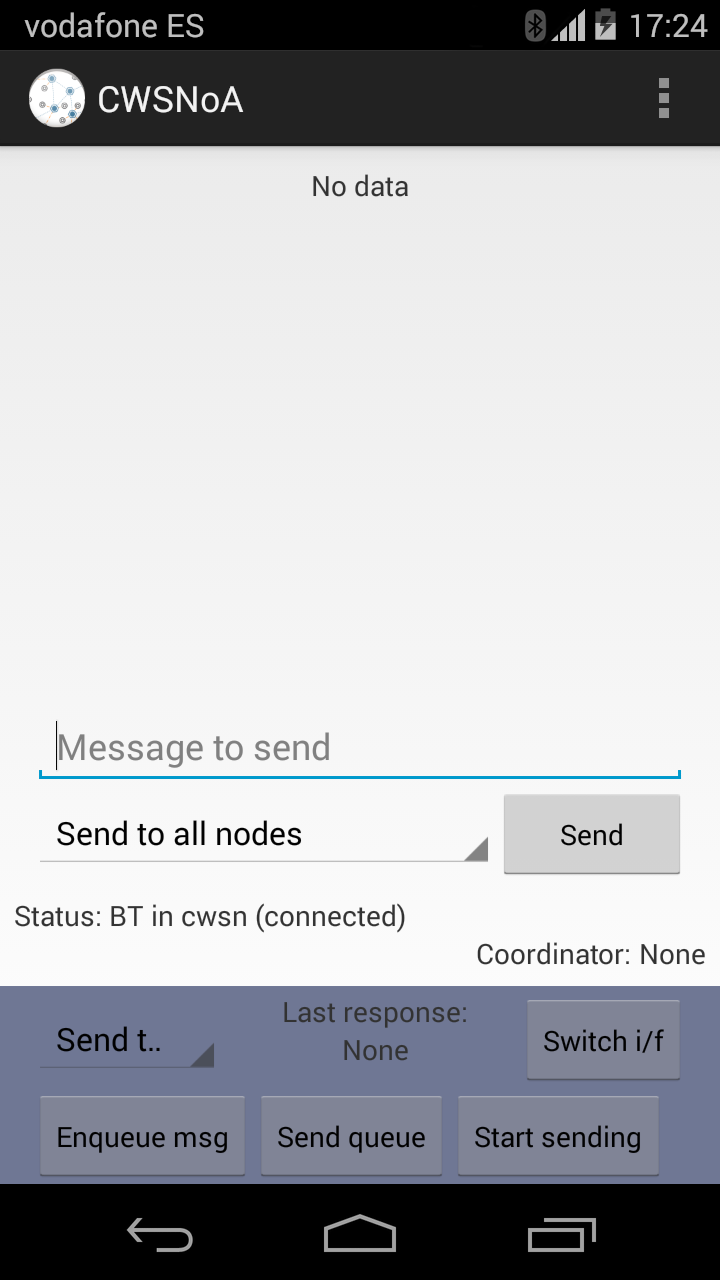 vodafone ES 17:24
CWSNoA
No data
Message to send
Send to all nodes Send
Status: BT in cwsn (connected)
Coordinator: None
Send t.. Last response: Switch i/f
None
Enqueue msg Send queue Start sending